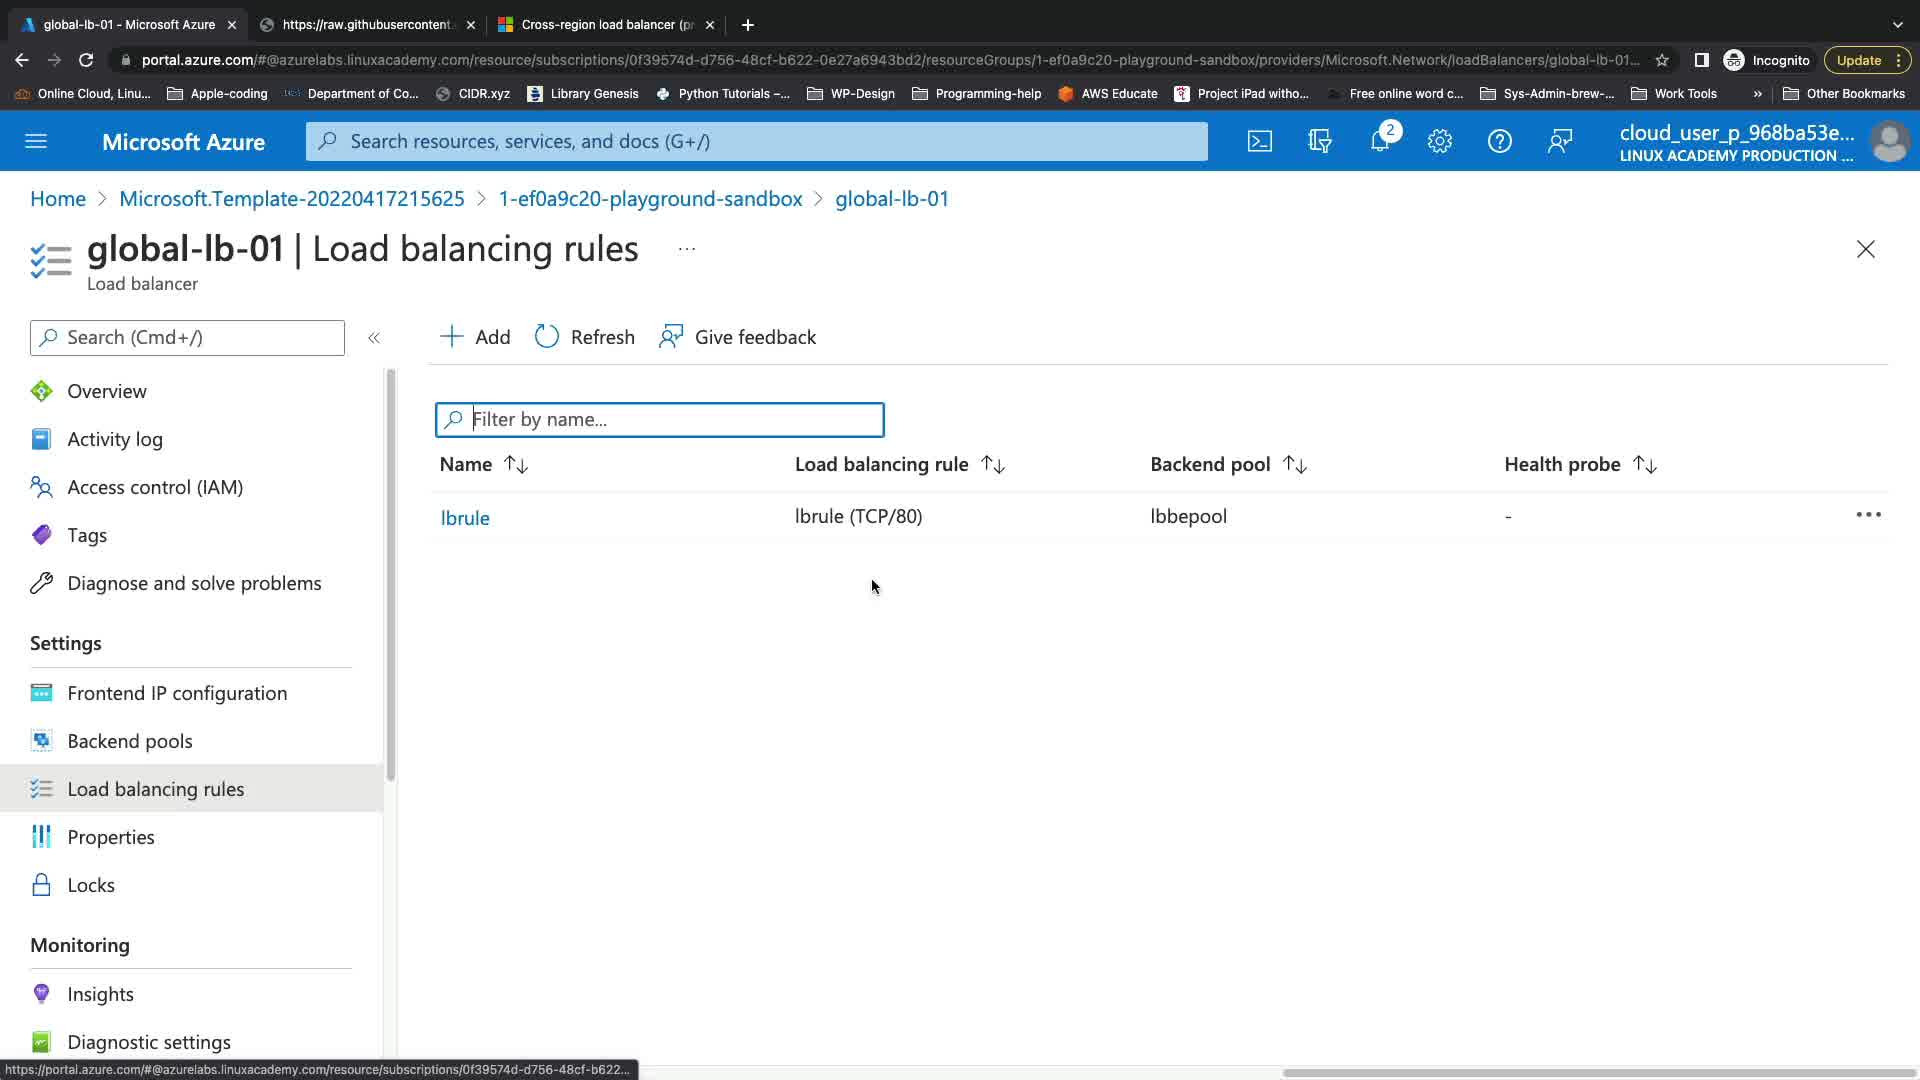 global-lb-01 - Microsoft Azure
https://raw.githubusercontent.
Cross-region load balancer (pr
portal.azure.com/#@azurelabs.linuxacademy.com/resource/subscriptions/0f39574d-d756-48cf-b622-0e27a6943bd2/resourceGroups/1-ef0a9c20-playground-sandbox/providers/Microsoft.Network/loadBalancers/global-lb-01...
Incognito
Update
Online Cloud, Linu...
Apple-coding
Department of Co...
CIDR.xyz
Library Genesis
Python Tutorials –...
WP-Design
Programming-help
AWS Educate
Project iPad witho...
Free online word c...
Sys-Admin-brew-...
Work Tools
»
Other Bookmarks
Microsoft Azure
Search resources, services, and docs (G+/)
2
cloud_user_p_968ba53e...
LINUX ACADEMY PRODUCTION ...
Home > Microsoft.Template-20220417215625 > 1-ef0a9c20-playground-sandbox > global-lb-01
global-lb-01 | Load balancing rules ...
Load balancer
Search (Cmd+/)
«
Add
Refresh
Give feedback
Overview
Activity log
Access control (IAM)
Tags
Diagnose and solve problems
Settings
Frontend IP configuration
Backend pools
Load balancing rules
Properties
Locks
Monitoring
Insights
Diagnostic settings
Filter by name...
Name ↑↓ Load balancing rule ↑↓ Backend pool ↑↓ Health probe ↑↓
lbrule lbrule (TCP/80) lbbepool - ...
https://portal.azure.com/#@azurelabs.linuxacademy.com/resource/subscriptions/0f39574d-d756-48cf-b622...